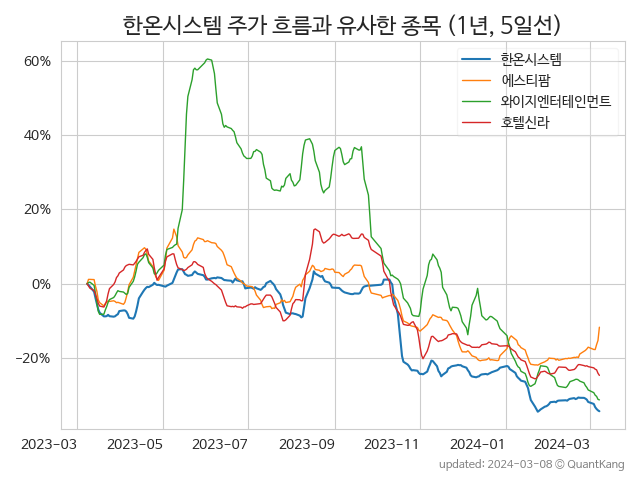 한온시스템 주가 흐름과 유사한 종목 (1년, 5일선)
한온시스템
에스티팜
와이지엔터테인먼트
호텔신라
60%
40%
20%
0%
−20%
2023−03 2023−05 2023−07 2023−09 2023−11 2024−01 2024−03
updated: 2024−03−08 © QuantKang